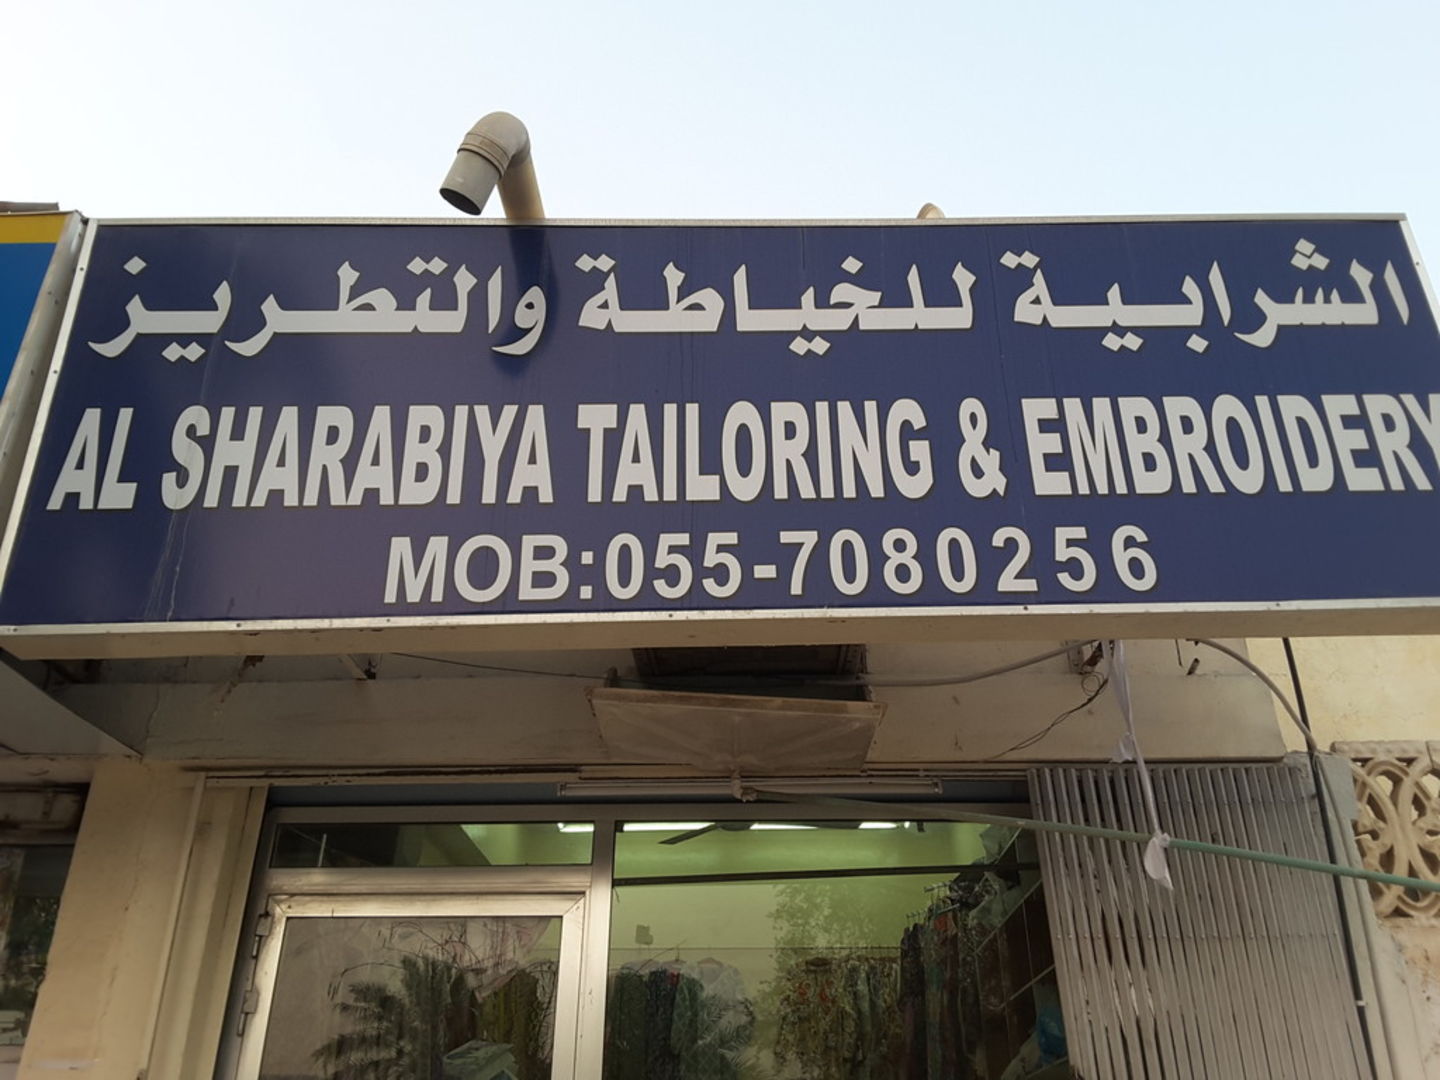 الشرابية للخياطة والتطريز
AL SHARABIYA TAILORING & EMBROIDERY
MOB:055-7080256